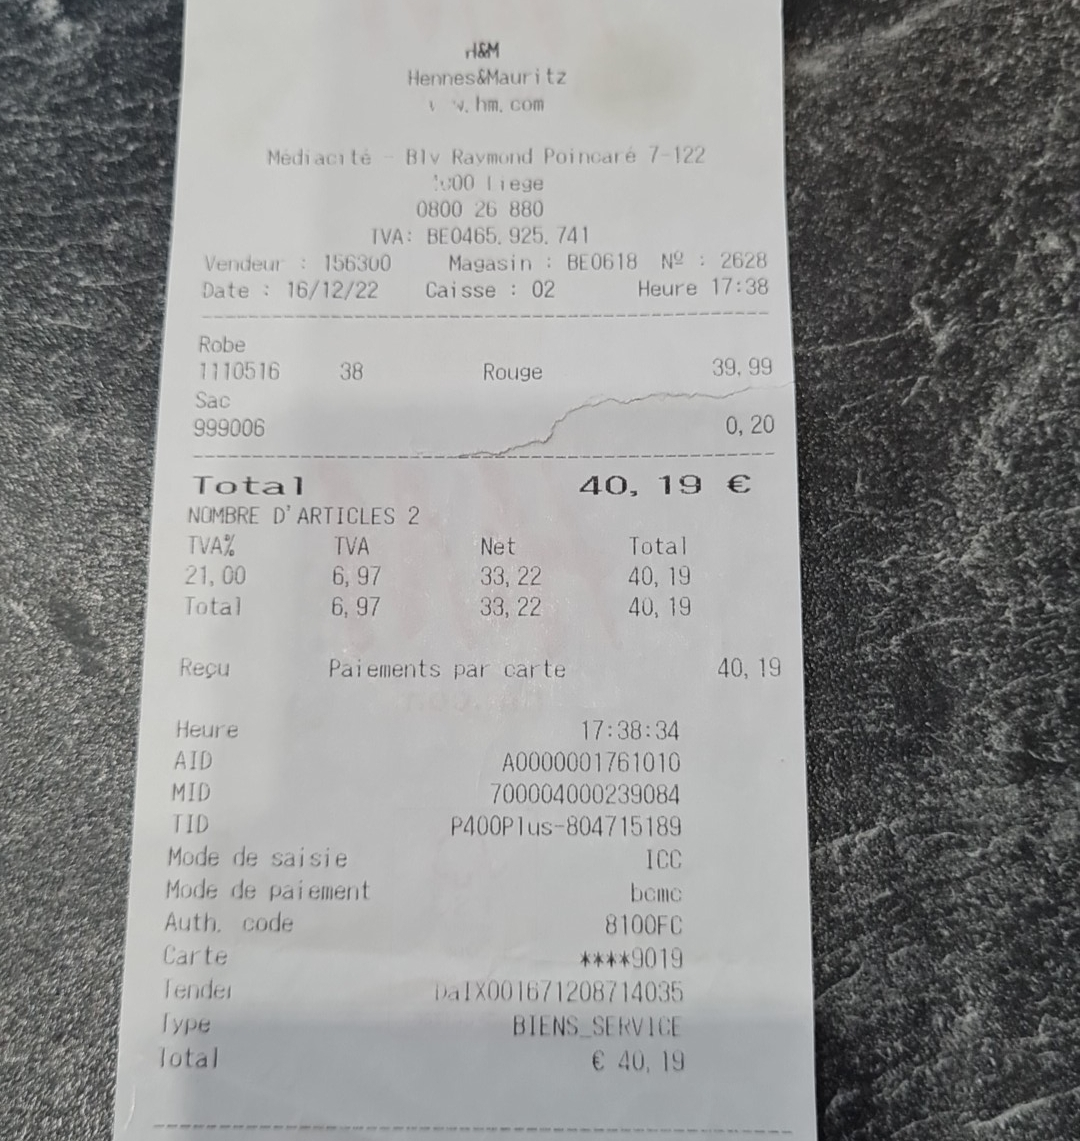 H&M
Hennes&Mauritz
hm.com
Médiacité - Blv Raymond Poincaré 7-122
Liege
0800 26 880
TVA: BE0465.925.741
Vendeur : 156300 Magasin : BE0618 Nº : 2628
Date : 16/12/22 Caisse : 02 Heure 17:38
Robe
1110516 38 Rouge 39,99
Sac
999006 0,20
Total 40,19 €
NOMBRE D'ARTICLES 2
TVA% TVA Net Total
21,00 6,97 33,22 40,19
Total 6,97 33,22 40,19
Reçu Paiements par carte 40,19
Heure 17:38:34
AID A0000001761010
MID 700004000239084
TID P400Plus-804715189
Mode de saisie ICC
Mode de paiement bcmc
Auth. code 8100FC
Carte ****9019
Tender
Type BIENS_SERVICE
Total € 40,19